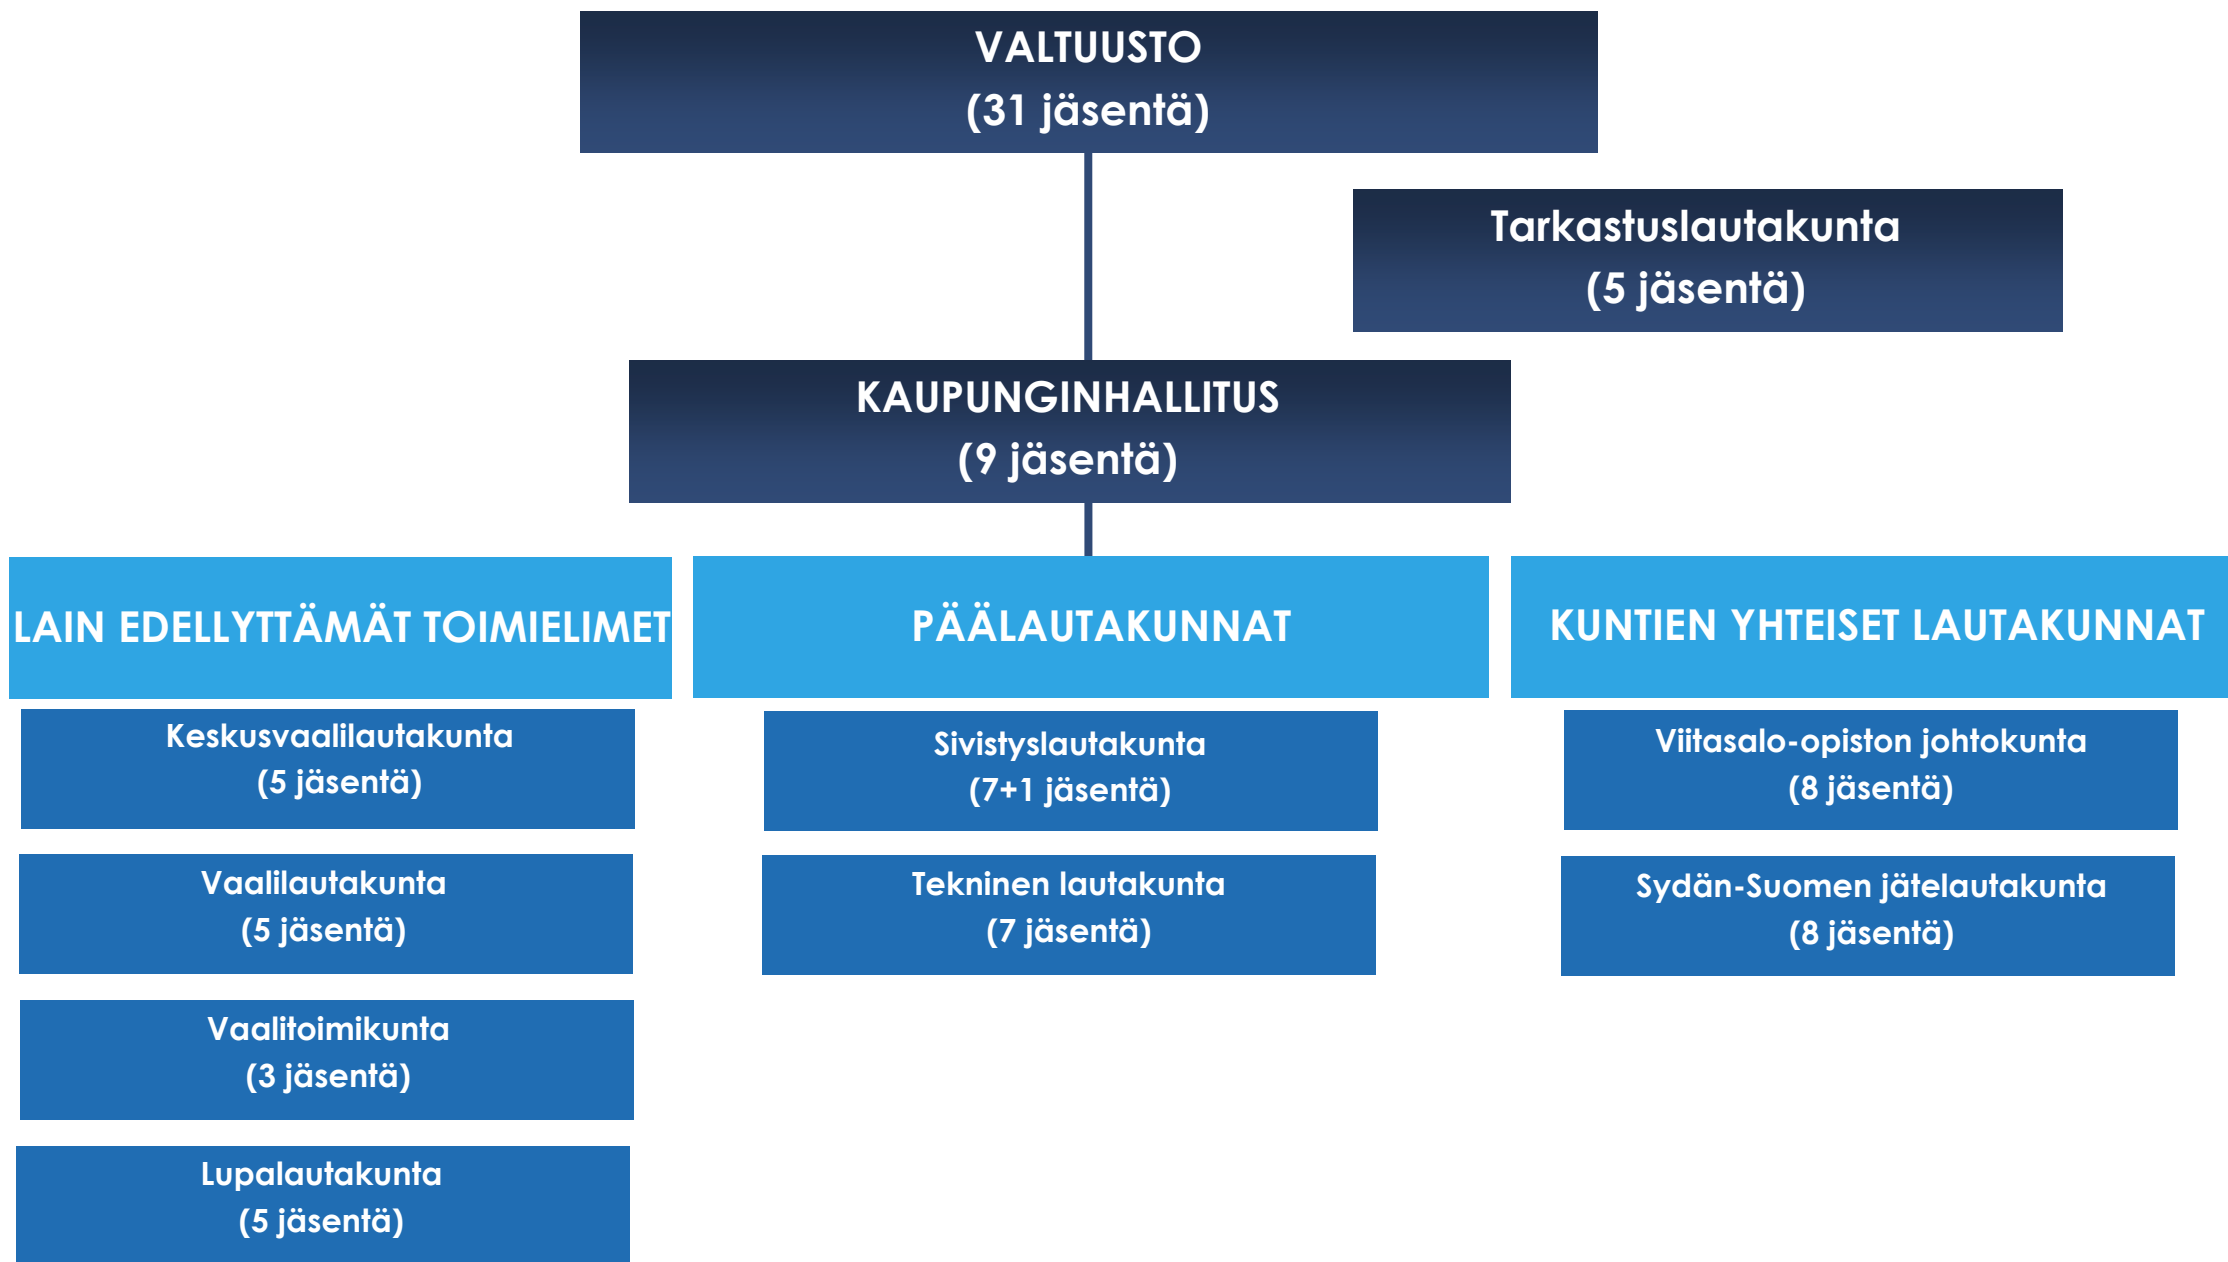 VALTUUSTO
(31 jäsentä)
Tarkastuslautakunta
(5 jäsentä)
KAUPUNGINHALLITUS
(9 jäsentä)
LAIN EDELLYTTÄMÄT TOIMIELIMET
Keskusvaalilautakunta
(5 jäsentä)
Vaalilautakunta
(5 jäsentä)
Vaalitoimikunta
(3 jäsentä)
Lupalautakunta
(5 jäsentä)
PÄÄLAUTAKUNNAT
Sivistyslautakunta
(7+1 jäsentä)
Tekninen lautakunta
(7 jäsentä)
KUNTIEN YHTEISET LAUTAKUNNAT
Viitasalo-opiston johtokunta
(8 jäsentä)
Sydän-Suomen jätelautakunta
(8 jäsentä)